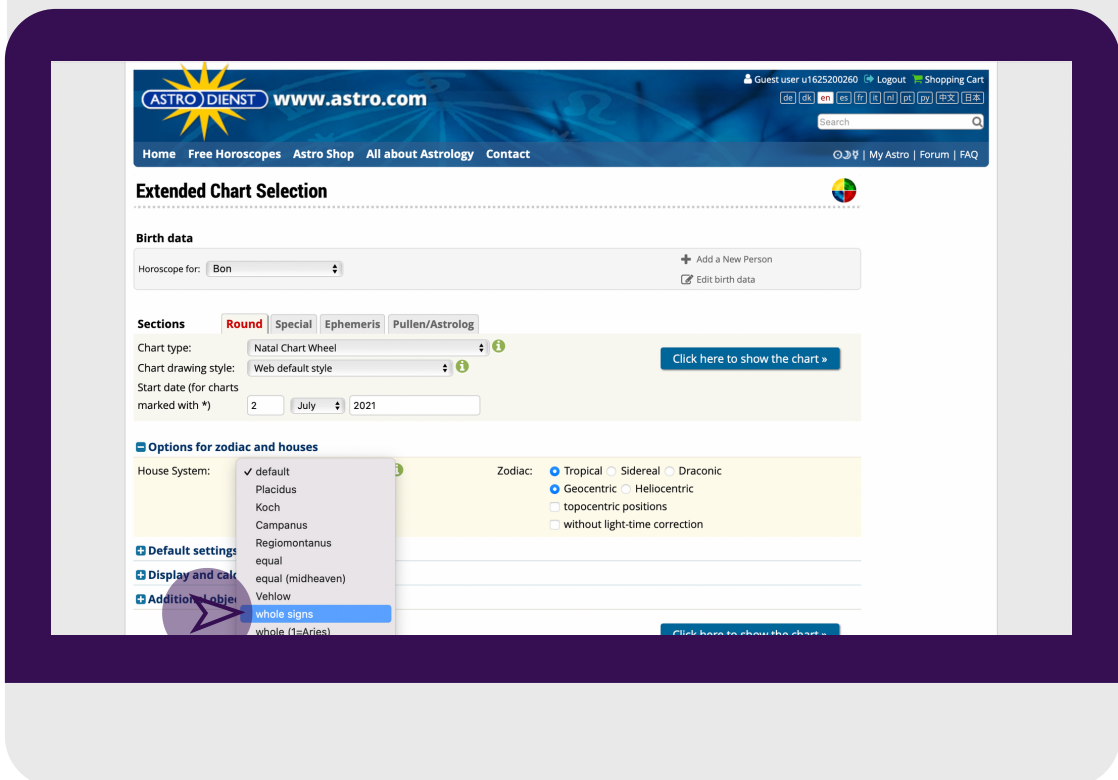 Guest user u1625200260 Logout Shopping Cart
ASTRO DIENST www.astro.com
de dk en es fr it nl pt py 中文 日本
Search
Home Free Horoscopes Astro Shop All about Astrology Contact
| My Astro | Forum | FAQ
Extended Chart Selection
Birth data
Horoscope for: Bon
Add a New Person
Edit birth data
Sections Round Special Ephemeris Pullen/Astrolog
Chart type: Natal Chart Wheel
Click here to show the chart »
Chart drawing style: Web default style
Start date (for charts
marked with *) 2 July 2021
Options for zodiac and houses
House System: ✓ default
Zodiac: Tropical Sidereal Draconic
Placidus
Geocentric Heliocentric
Koch
topocentric positions
Campanus
without light-time correction
Regiomontanus
Default settings
equal
Display and calc
equal (midheaven)
Additional objec
Vehlow
whole signs
whole (1=Aries)
Click here to show the chart »